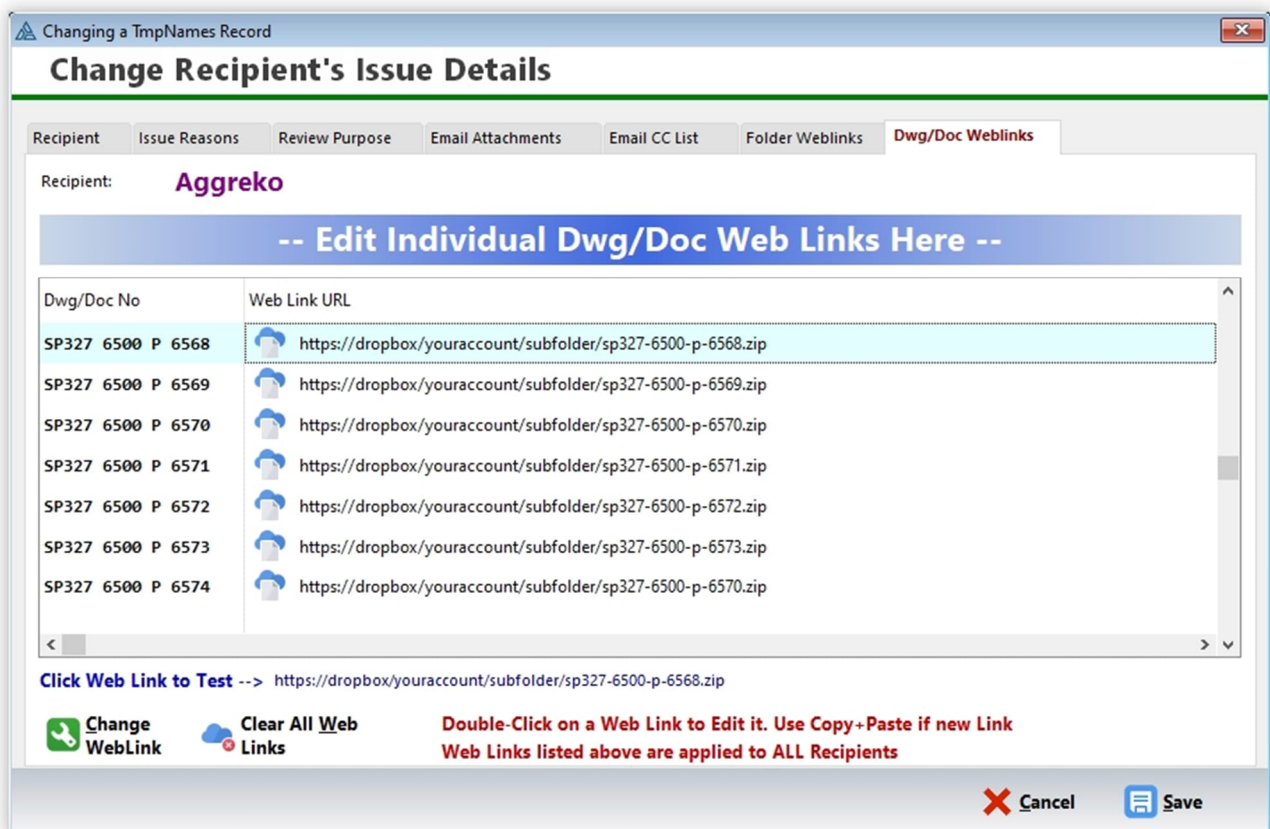 Changing a TmpNames Record
Change Recipient's Issue Details
Recipient Issue Reasons Review Purpose Email Attachments Email CC List Folder Weblinks Dwg/Doc Weblinks
Recipient: Aggreko
-- Edit Individual Dwg/Doc Web Links Here --
Dwg/Doc No Web Link URL
SP327 6500 P 6568 https://dropbox/youraccount/subfolder/sp327-6500-p-6568.zip
SP327 6500 P 6569 https://dropbox/youraccount/subfolder/sp327-6500-p-6569.zip
SP327 6500 P 6570 https://dropbox/youraccount/subfolder/sp327-6500-p-6570.zip
SP327 6500 P 6571 https://dropbox/youraccount/subfolder/sp327-6500-p-6571.zip
SP327 6500 P 6572 https://dropbox/youraccount/subfolder/sp327-6500-p-6572.zip
SP327 6500 P 6573 https://dropbox/youraccount/subfolder/sp327-6500-p-6573.zip
SP327 6500 P 6574 https://dropbox/youraccount/subfolder/sp327-6500-p-6570.zip
Click Web Link to Test --> https://dropbox/youraccount/subfolder/sp327-6500-p-6568.zip
Change
WebLink
Clear All Web
Links
Double-Click on a Web Link to Edit it. Use Copy+Paste if new Link
Web Links listed above are applied to ALL Recipients
Cancel Save